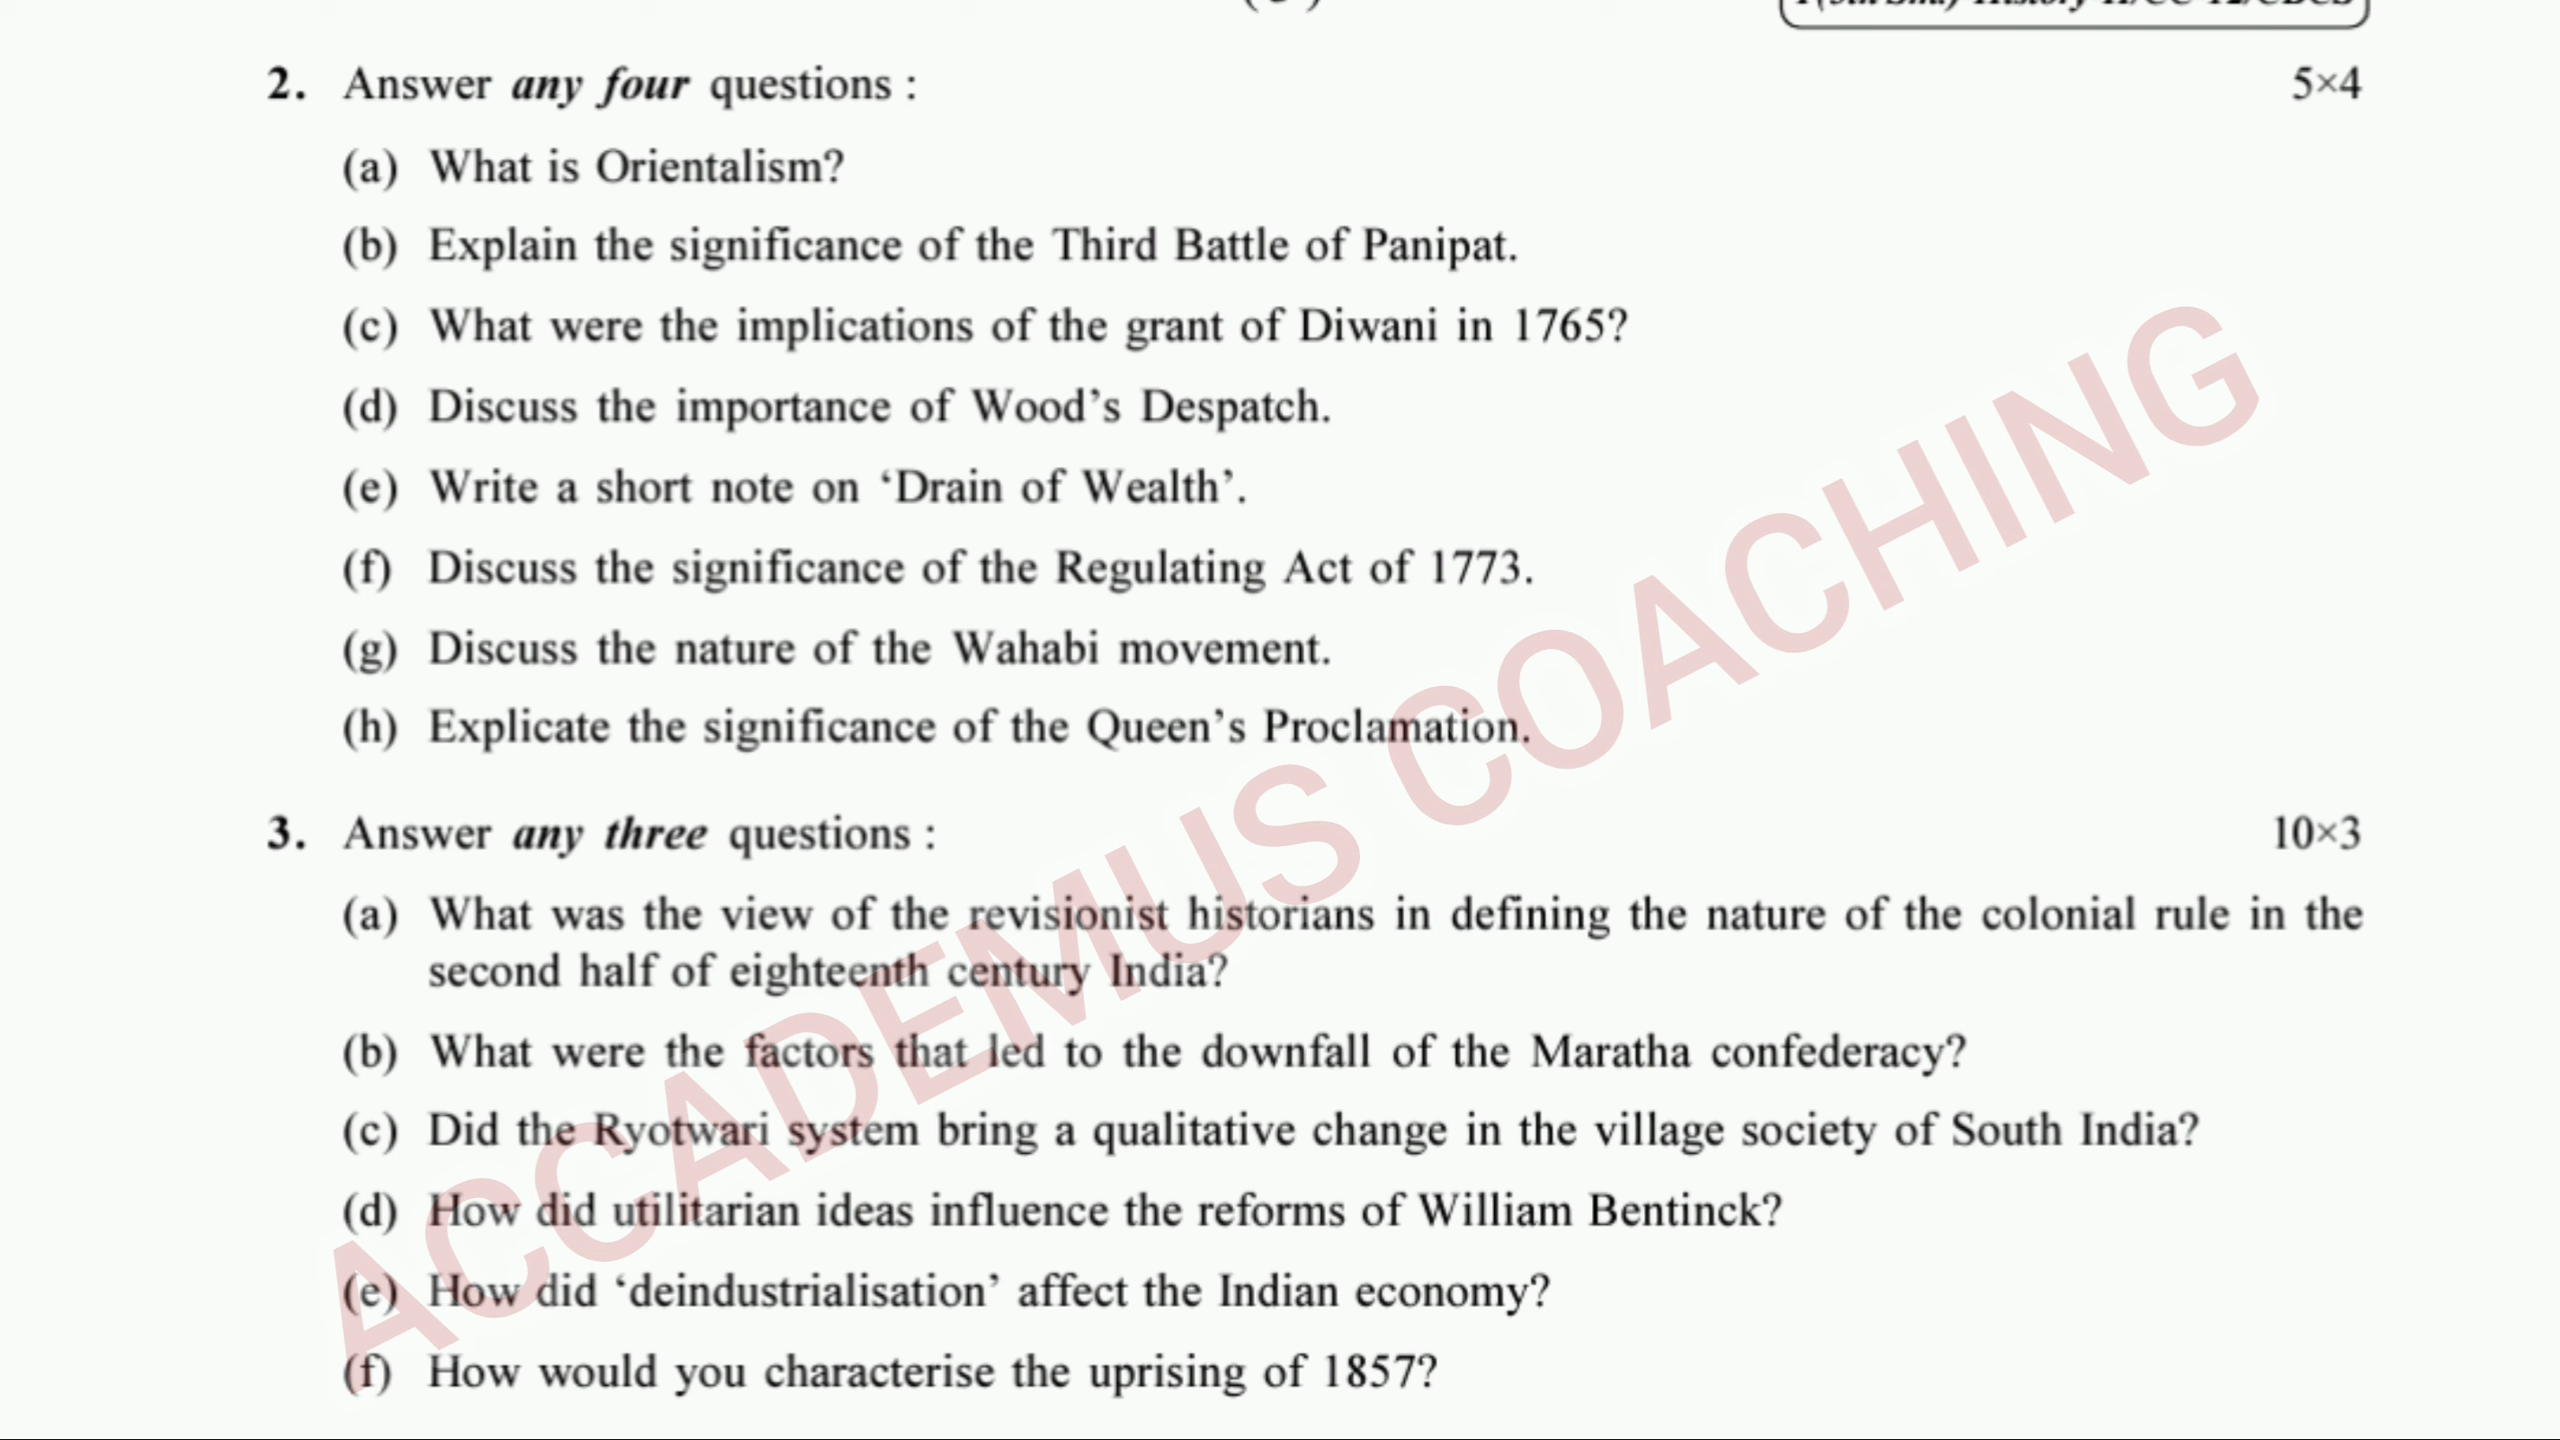 2. Answer any four questions : 5×4
(a) What is Orientalism?
(b) Explain the significance of the Third Battle of Panipat.
(c) What were the implications of the grant of Diwani in 1765?
(d) Discuss the importance of Wood’s Despatch.
(e) Write a short note on ‘Drain of Wealth’.
(f) Discuss the significance of the Regulating Act of 1773.
(g) Discuss the nature of the Wahabi movement.
(h) Explicate the significance of the Queen’s Proclamation.
3. Answer any three questions : 10×3
(a) What was the view of the revisionist historians in defining the nature of the colonial rule in the
second half of eighteenth century India?
(b) What were the factors that led to the downfall of the Maratha confederacy?
(c) Did the Ryotwari system bring a qualitative change in the village society of South India?
(d) How did utilitarian ideas influence the reforms of William Bentinck?
(e) How did ‘deindustrialisation’ affect the Indian economy?
(f) How would you characterise the uprising of 1857?
ACCADEMUS COACHING